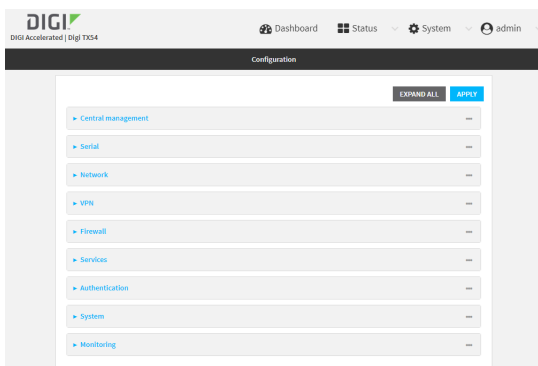 DIGI
DIGI Accelerated | Digi TX54
Dashboard Status System admin
Configuration
EXPAND ALL APPLY
Central management
Serial
Network
VPN
Firewall
Services
Authentication
System
Monitoring